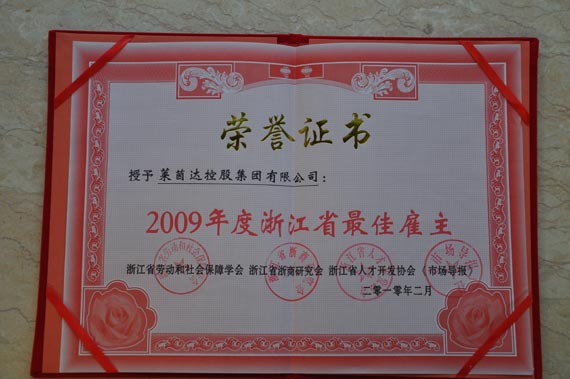 荣誉证书
授予莱茵达控股集团有限公司：
2009年度浙江省最佳雇主
浙江省劳动和社会保障学会 浙江省浙商研究会 浙江省人才开发协会 《市场导报》
二零一零年二月